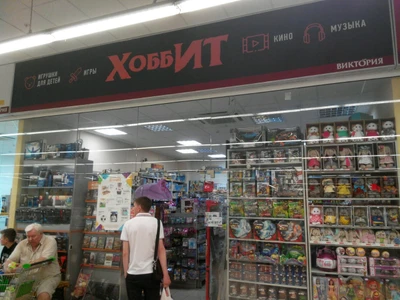 ИГРУШКИ
ДЛЯ ДЕТЕЙ
ИГРЫ
ХОББИТ
КИНО
МУЗЫКА
ВИКТОРИЯ